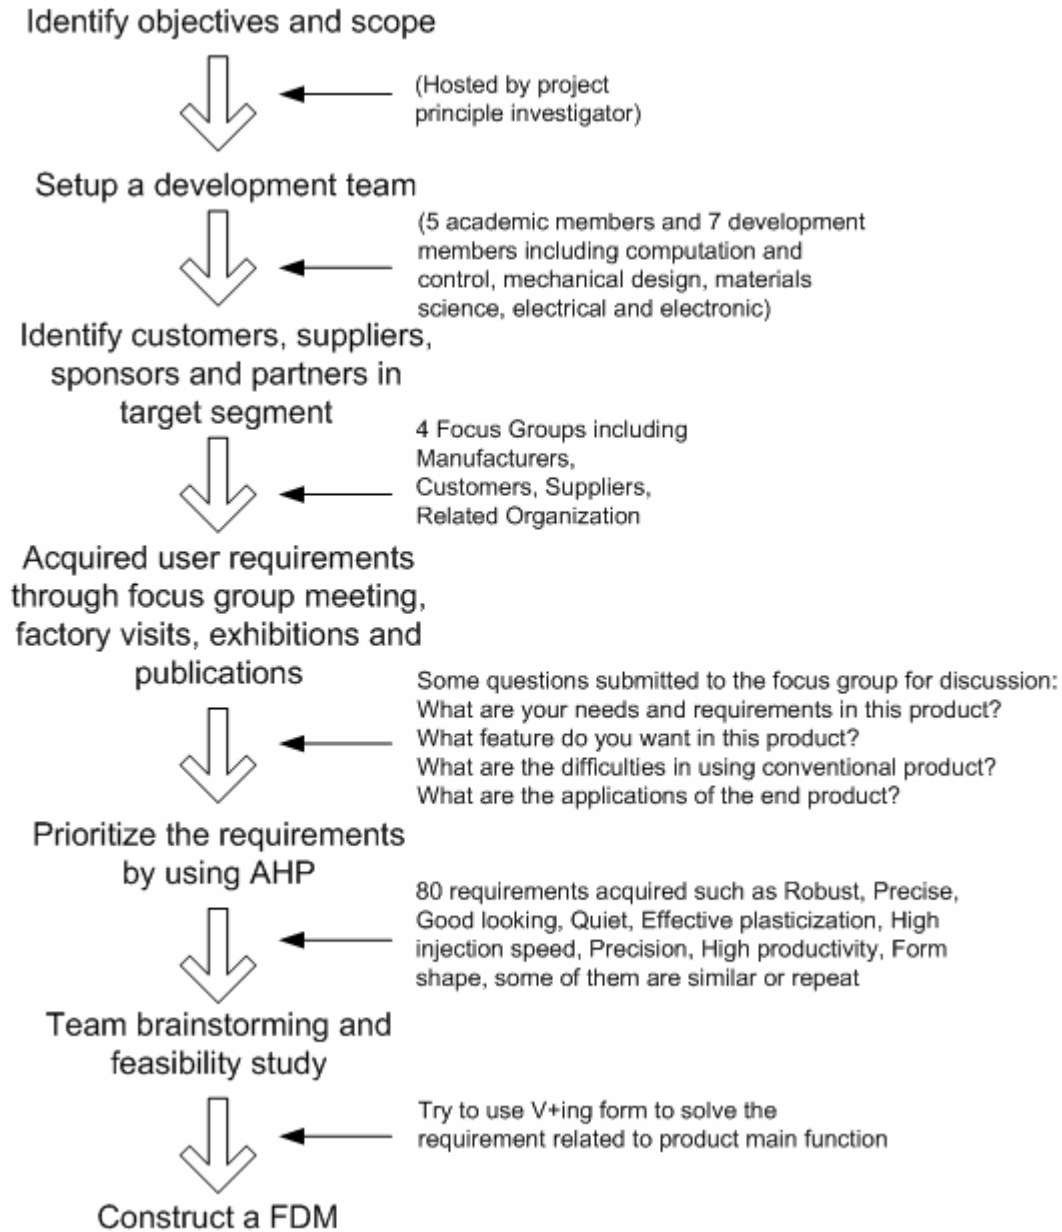 Identify objectives and scope
(Hosted by project
principle investigator)
Setup a development team
(5 academic members and 7 development
members including computation and
control, mechanical design, materials
science, electrical and electronic)
Identify customers, suppliers,
sponsors and partners in
target segment
4 Focus Groups including
Manufacturers,
Customers, Suppliers,
Related Organization
Acquired user requirements
through focus group meeting,
factory visits, exhibitions and
publications
Some questions submitted to the focus group for discussion:
What are your needs and requirements in this product?
What feature do you want in this product?
What are the difficulties in using conventional product?
What are the applications of the end product?
Prioritize the requirements
by using AHP
80 requirements acquired such as Robust, Precise,
Good looking, Quiet, Effective plasticization, High
injection speed, Precision, High productivity, Form
shape, some of them are similar or repeat
Team brainstorming and
feasibility study
Try to use V+ing form to solve the
requirement related to product main function
Construct a FDM